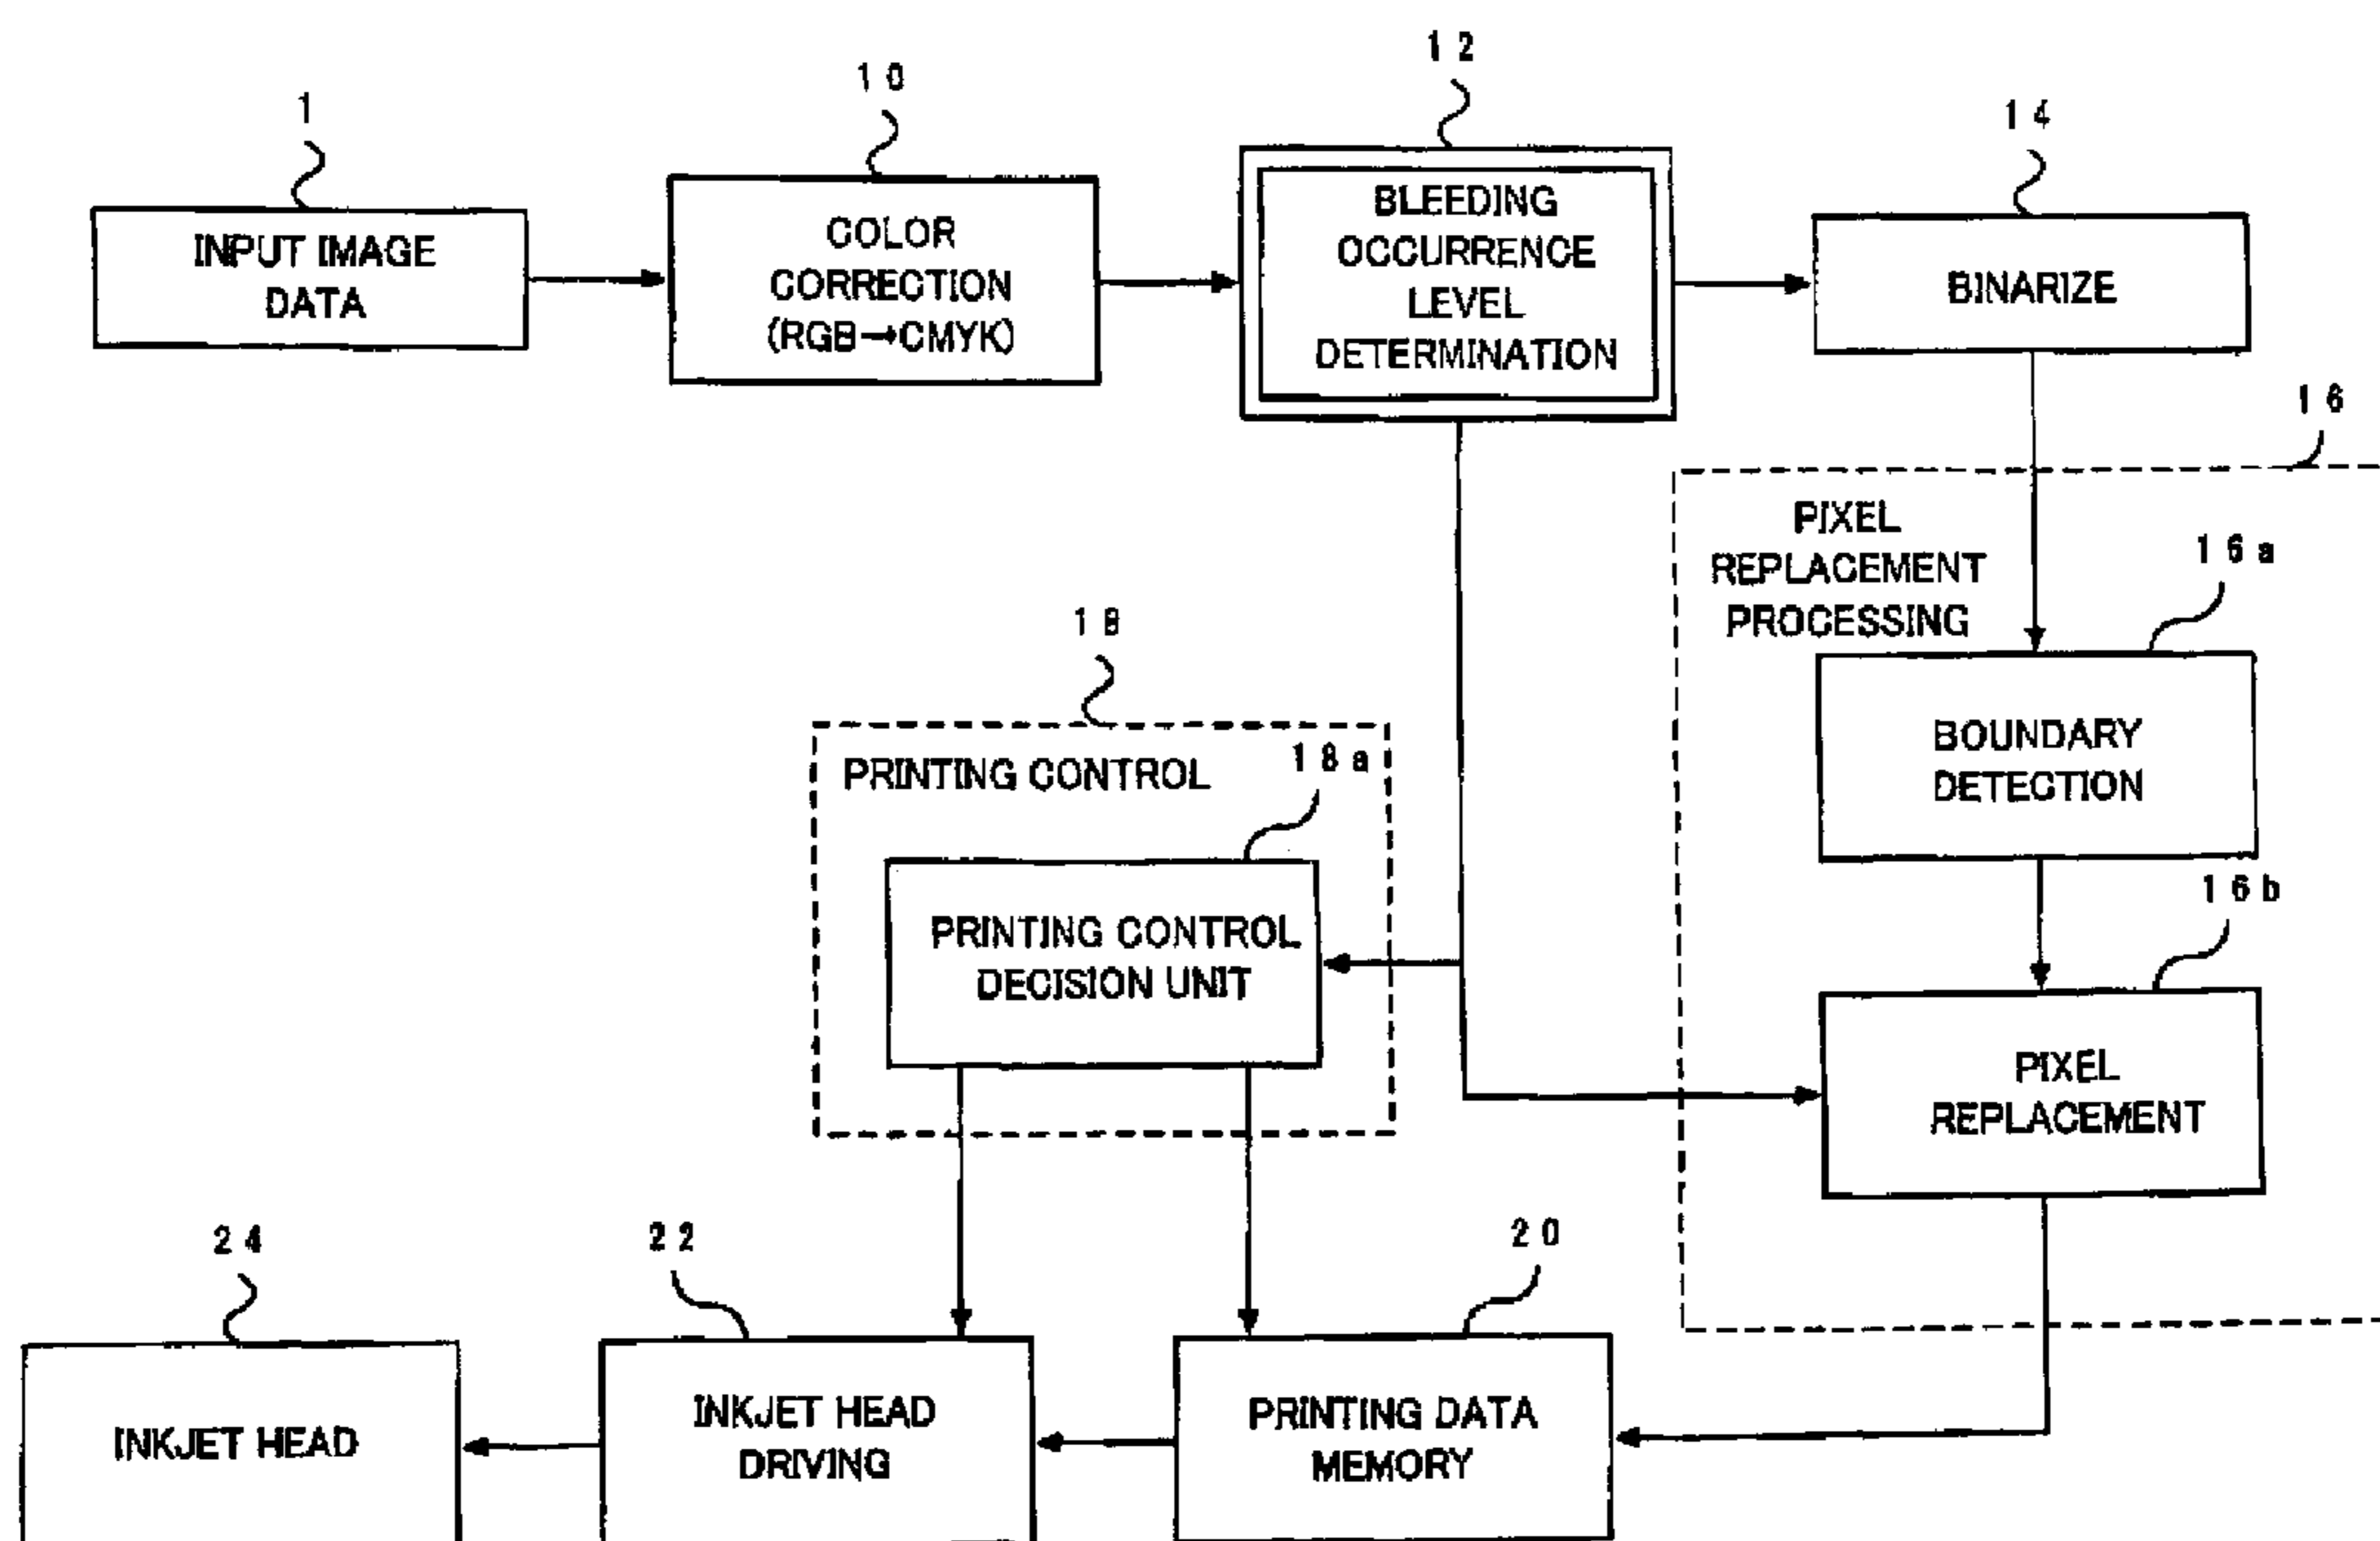 1
10
12
14
INPUT IMAGE
DATA
COLOR
CORRECTION
(RGB→CMYK)
BLEEDING
OCCURRENCE
LEVEL
DETERMINATION
BINARIZE
16
PIXEL
REPLACEMENT
PROCESSING
16a
BOUNDARY
DETECTION
18
PRINTING CONTROL
18a
PRINTING CONTROL
DECISION UNIT
16b
PIXEL
REPLACEMENT
24
22
20
INKJET HEAD
INKJET HEAD
DRIVING
PRINTING DATA
MEMORY